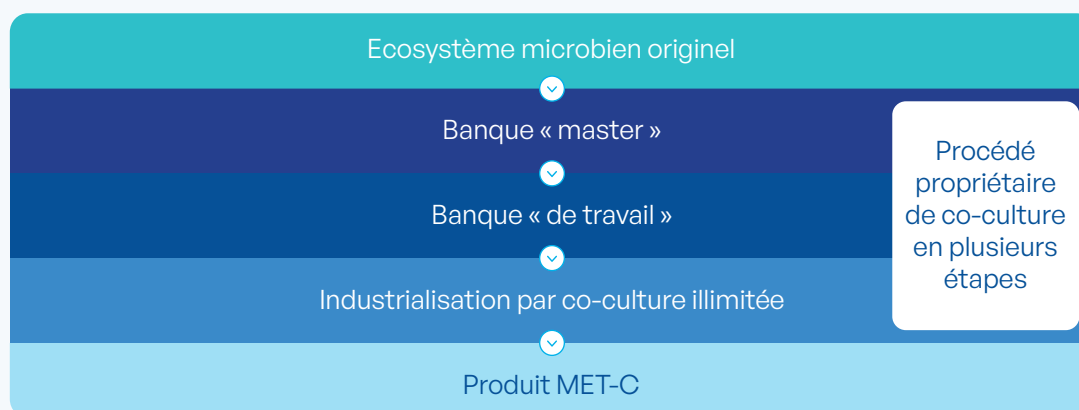 Ecosystème microbien originel
Banque « master »
Banque « de travail »
Industrialisation par co-culture illimitée
Produit MET-C
Procédé
propriétaire
de co-culture
en plusieurs
étapes